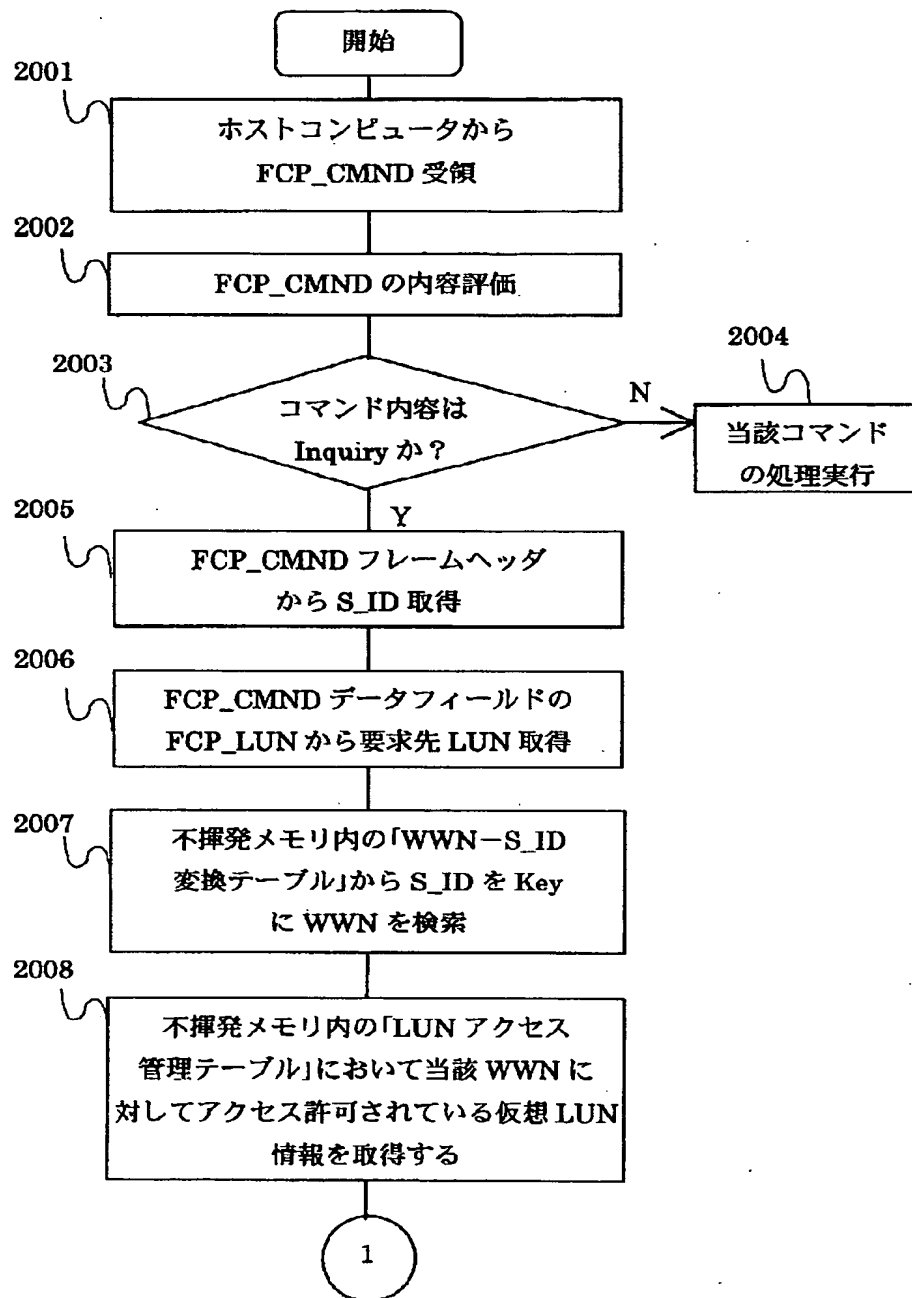 開始
2001
ホストコンピュータから
FCP_CMND 受領
2002
FCP_CMND の内容評価
2003
コマンド内容は
Inquiry か？
N
2004
当該コマンド
の処理実行
Y
2005
FCP_CMND フレームヘッダ
から S_ID 取得
2006
FCP_CMND データフィールドの
FCP_LUN から要求先 LUN 取得
2007
不揮発メモリ内の「WWN－S_ID
変換テーブル」から S_ID を Key
に WWN を検索
2008
不揮発メモリ内の「LUN アクセス
管理テーブル」において当該 WWN に
対してアクセス許可されている仮想 LUN
情報を取得する
1